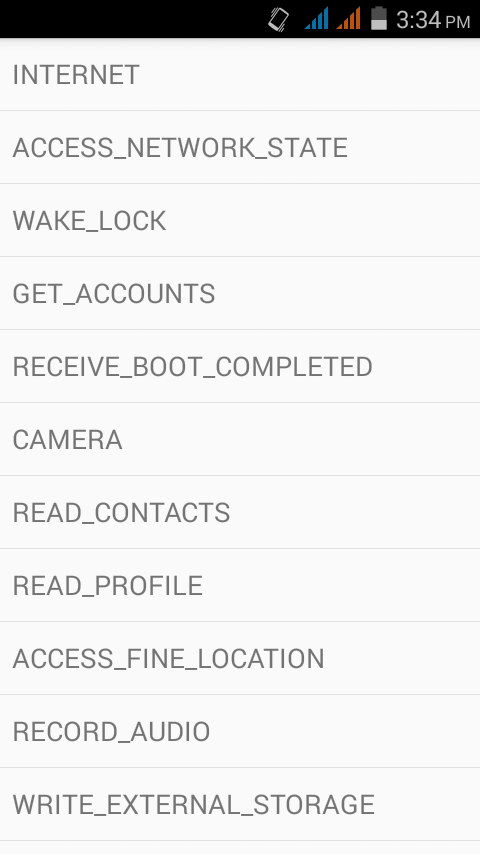 3:34 PM
INTERNET
ACCESS_NETWORK_STATE
WAKE_LOCK
GET_ACCOUNTS
RECEIVE_BOOT_COMPLETED
CAMERA
READ_CONTACTS
READ_PROFILE
ACCESS_FINE_LOCATION
RECORD_AUDIO
WRITE_EXTERNAL_STORAGE